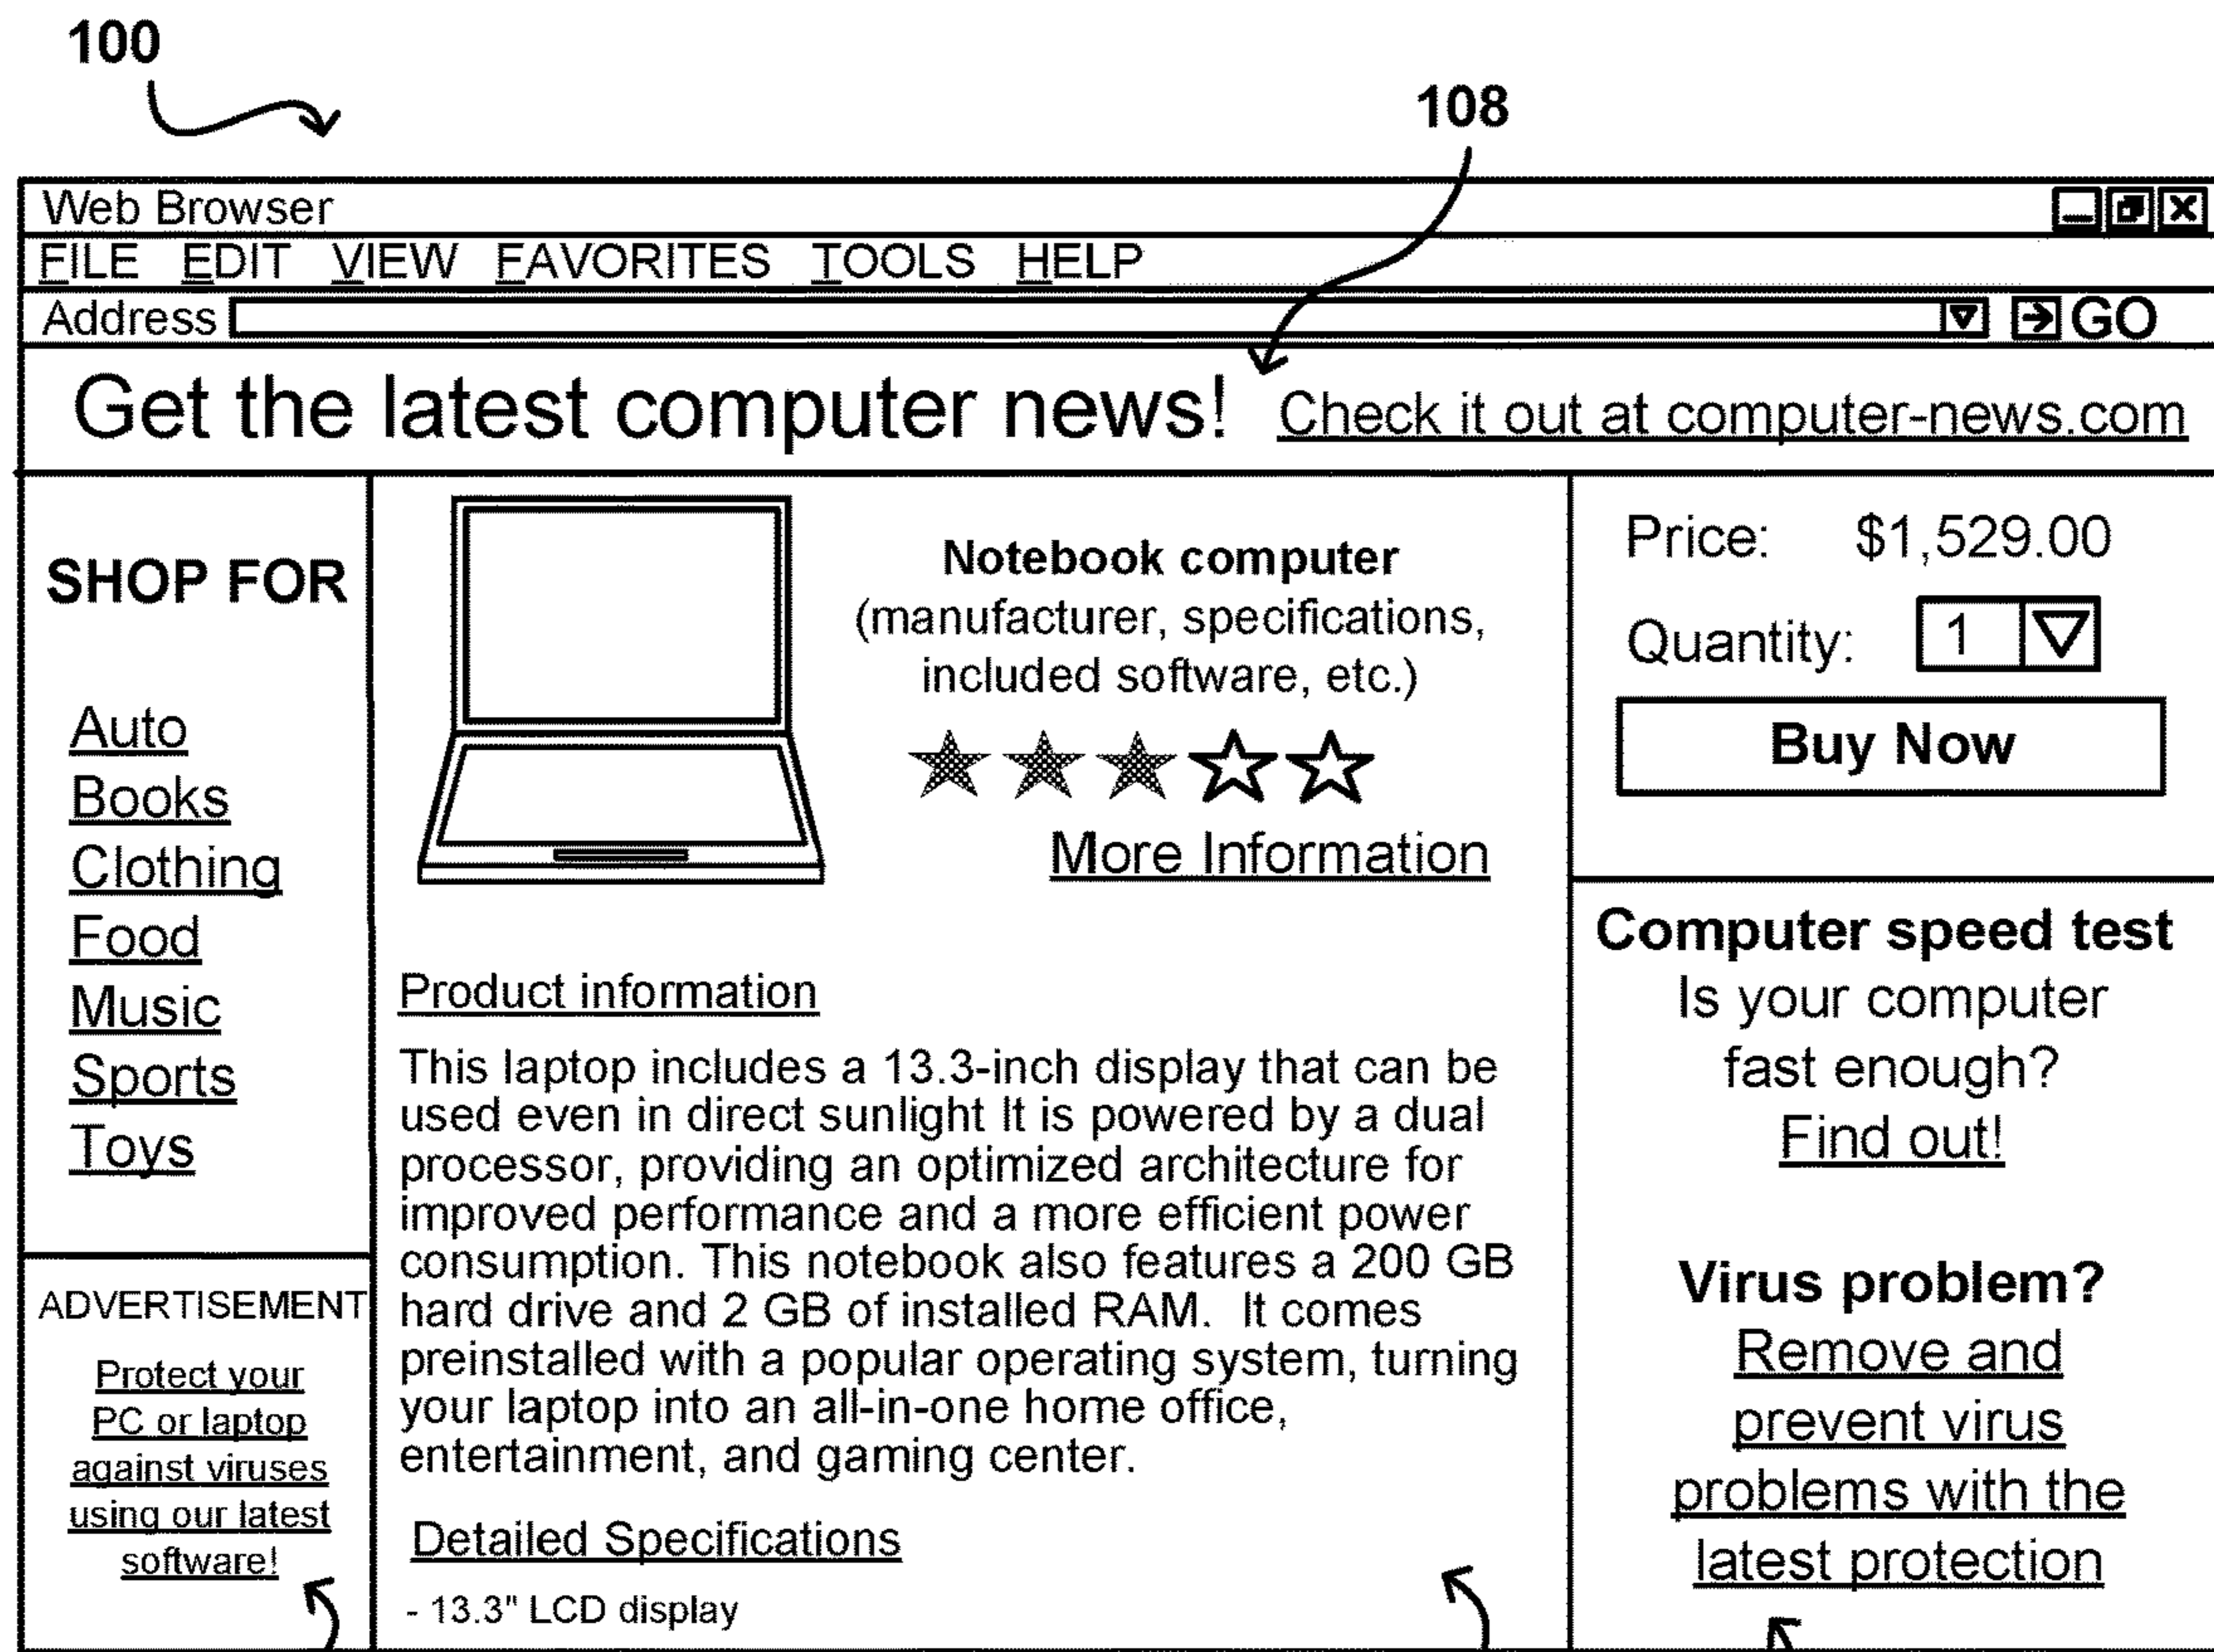 100
108
Web Browser
FILE EDIT VIEW FAVORITES TOOLS HELP
Address GO
Get the latest computer news! Check it out at computer-news.com
SHOP FOR
Auto
Books
Clothing
Food
Music
Sports
Toys
ADVERTISEMENT
Protect your
PC or laptop
against viruses
using our latest
software!
Notebook computer
(manufacturer, specifications,
included software, etc.)
More Information
Product information
This laptop includes a 13.3-inch display that can be
used even in direct sunlight It is powered by a dual
processor, providing an optimized architecture for
improved performance and a more efficient power
consumption. This notebook also features a 200 GB
hard drive and 2 GB of installed RAM.  It comes
preinstalled with a popular operating system, turning
your laptop into an all-in-one home office,
entertainment, and gaming center.
Detailed Specifications
- 13.3" LCD display
Price: $1,529.00
Quantity: 1
Buy Now
Computer speed test
Is your computer
fast enough?
Find out!
Virus problem?
Remove and
prevent virus
problems with the
latest protection